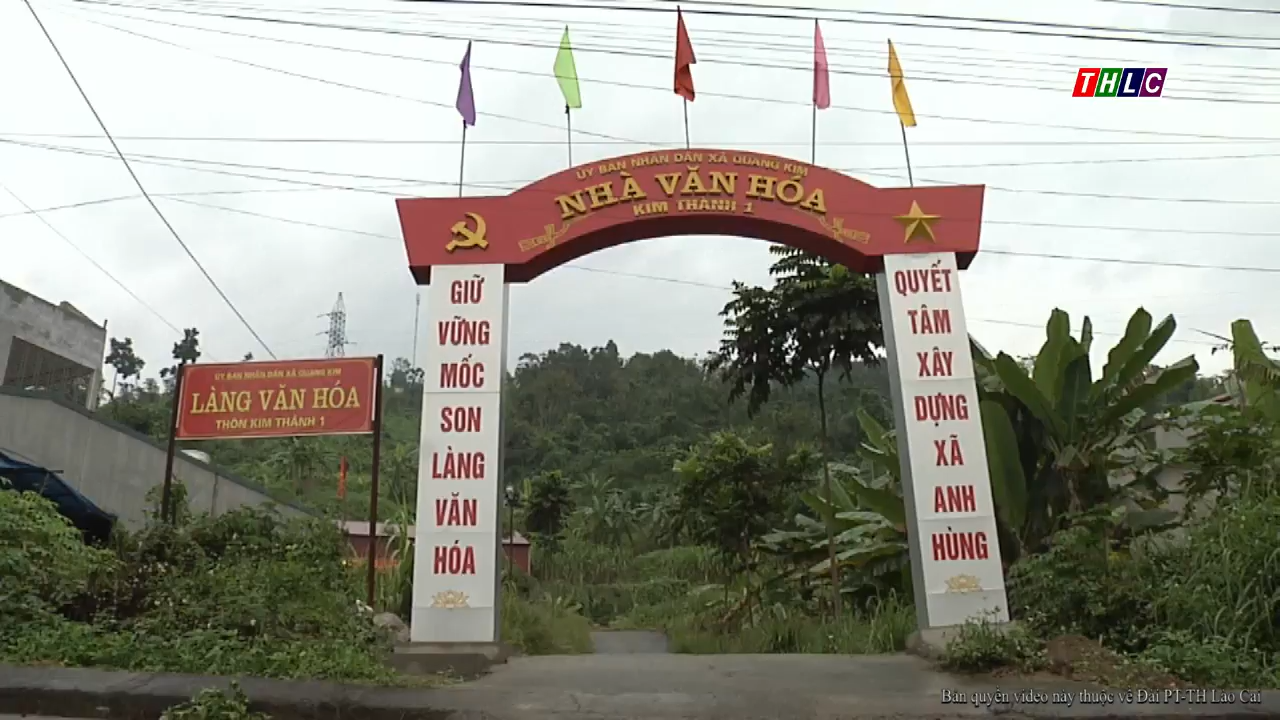 THLC
ỦY BAN NHÂN DÂN XÃ QUANG KIM
NHÀ VĂN HÓA
KIM THÀNH 1
GIỮ
VỮNG
MỐC
SON
LÀNG
VĂN
HÓA
QUYẾT
TÂM
XÂY
DỰNG
XÃ
ANH
HÙNG
ỦY BAN NHÂN DÂN XÃ QUANG KIM
LÀNG VĂN HÓA
THÔN KIM THÀNH 1
Bản quyền video này thuộc về Đài PT-TH Lào Cai